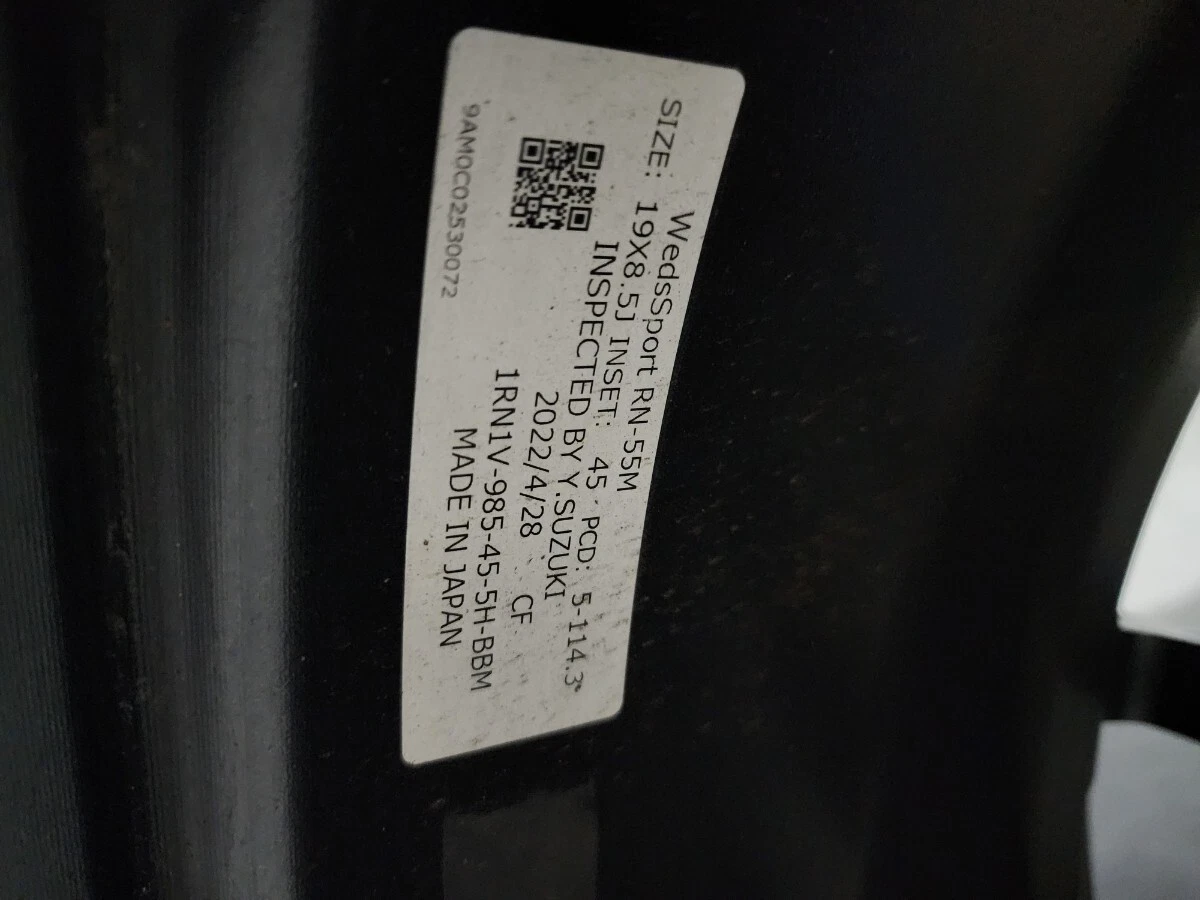 WedsSport RN-55M
SIZE: 19X8.5J INSET: 45 PCD: 5-114.3
INSPECTED BY Y.SUZUKI
2022/4/28 CF
1RN1V-985-45-5H-BBM
MADE IN JAPAN
9AM0C02530072